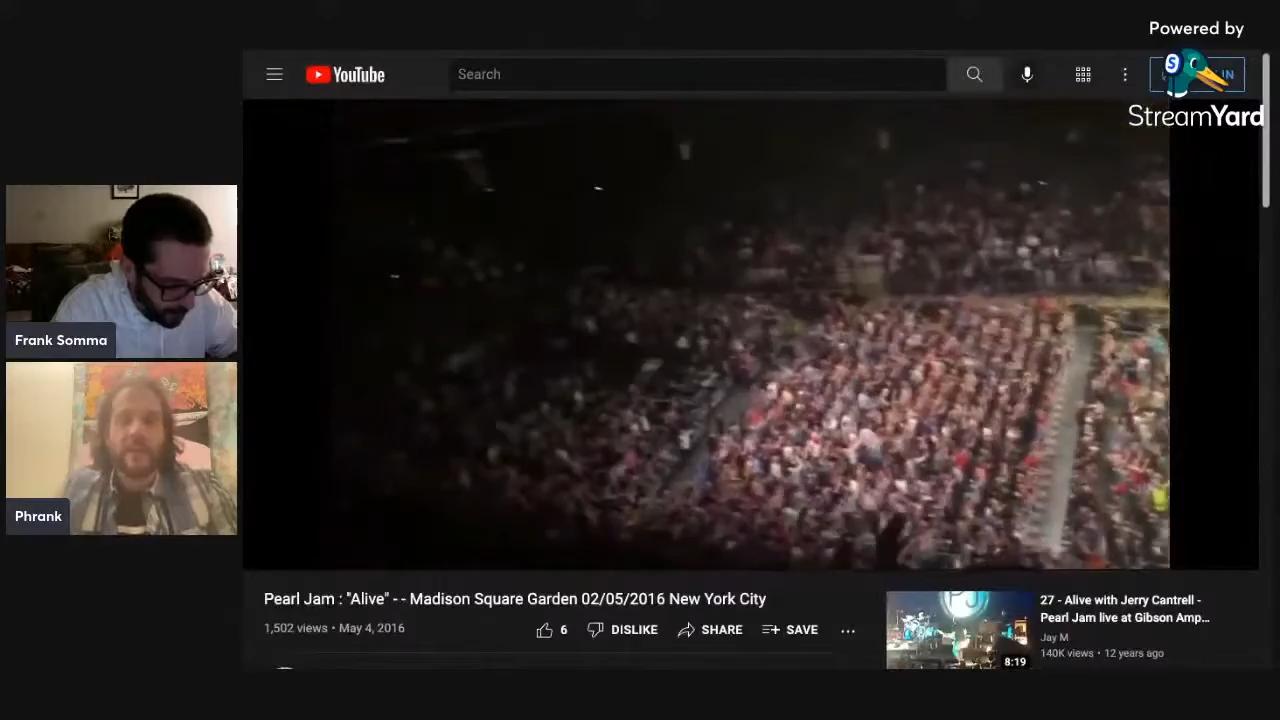 Powered by
StreamYard
YouTube
Search
IN
Frank Somma
Phrank
Pearl Jam : "Alive" - - Madison Square Garden 02/05/2016 New York City
1,502 views • May 4, 2016
6
DISLIKE
SHARE
SAVE
27 - Alive with Jerry Cantrell -
Pearl Jam live at Gibson Amp...
Jay M
140K views • 12 years ago
PJ
8:19